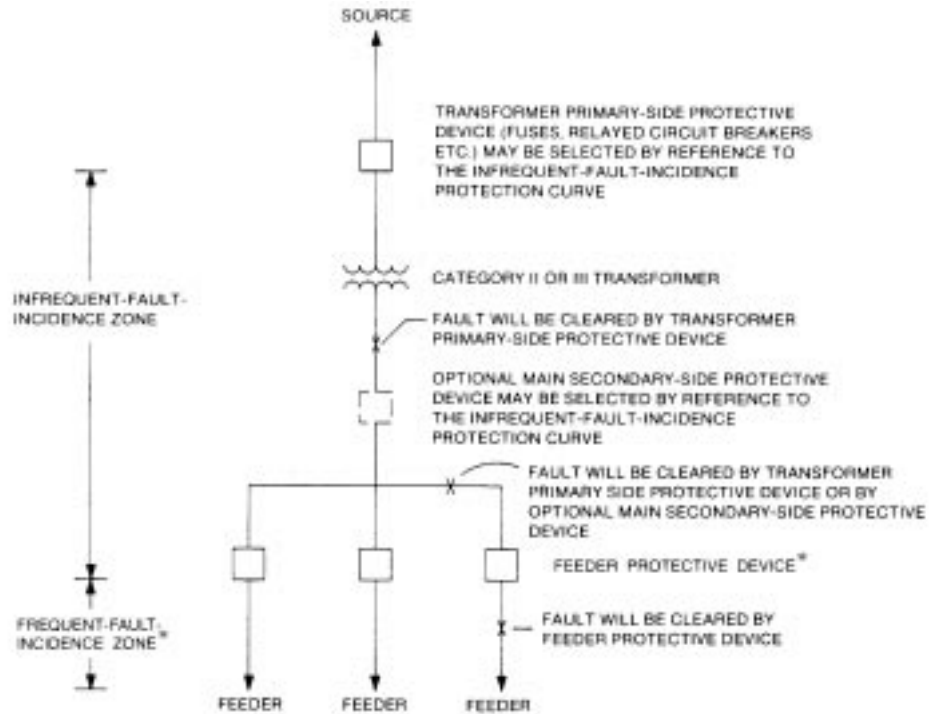 SOURCE
TRANSFORMER PRIMARY-SIDE PROTECTIVE
DEVICE (FUSES, RELAYED CIRCUIT BREAKERS
ETC.) MAY BE SELECTED BY REFERENCE TO
THE INFREQUENT-FAULT-INCIDENCE
PROTECTION CURVE
CATEGORY II OR III TRANSFORMER
INFREQUENT-FAULT-
INCIDENCE ZONE
FAULT WILL BE CLEARED BY TRANSFORMER
PRIMARY-SIDE PROTECTIVE DEVICE
OPTIONAL MAIN SECONDARY-SIDE PROTECTIVE
DEVICE MAY BE SELECTED BY REFERENCE TO
THE INFREQUENT-FAULT-INCIDENCE
PROTECTION CURVE
FAULT WILL BE CLEARED BY TRANSFORMER
PRIMARY SIDE PROTECTIVE DEVICE OR BY
OPTIONAL MAIN SECONDARY-SIDE PROTECTIVE
DEVICE
FEEDER PROTECTIVE DEVICE*
FREQUENT-FAULT-
INCIDENCE ZONE*
FAULT WILL BE CLEARED BY
FEEDER PROTECTIVE DEVICE
FEEDER
FEEDER
FEEDER